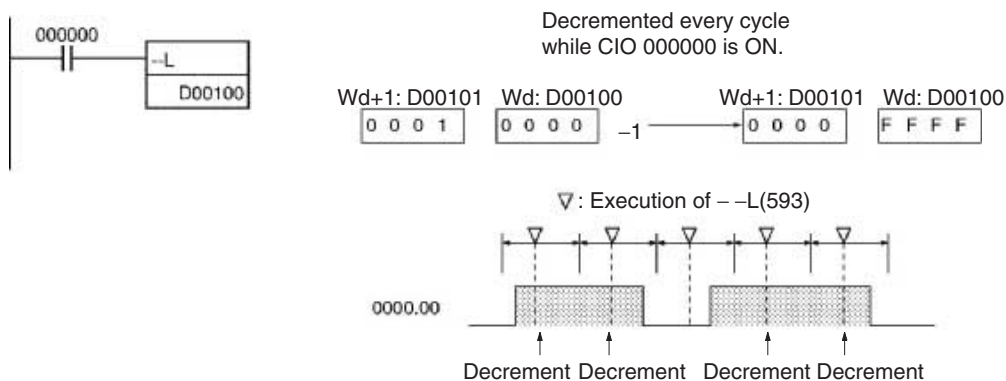 000000
--L
D00100
Decremented every cycle
while CIO 000000 is ON.
Wd+1: D00101 Wd: D00100 Wd+1: D00101 Wd: D00100
0 0 0 1 0 0 0 0 –1 0 0 0 0 F F F F
▽: Execution of – –L(593)
0000.00
Decrement Decrement Decrement Decrement